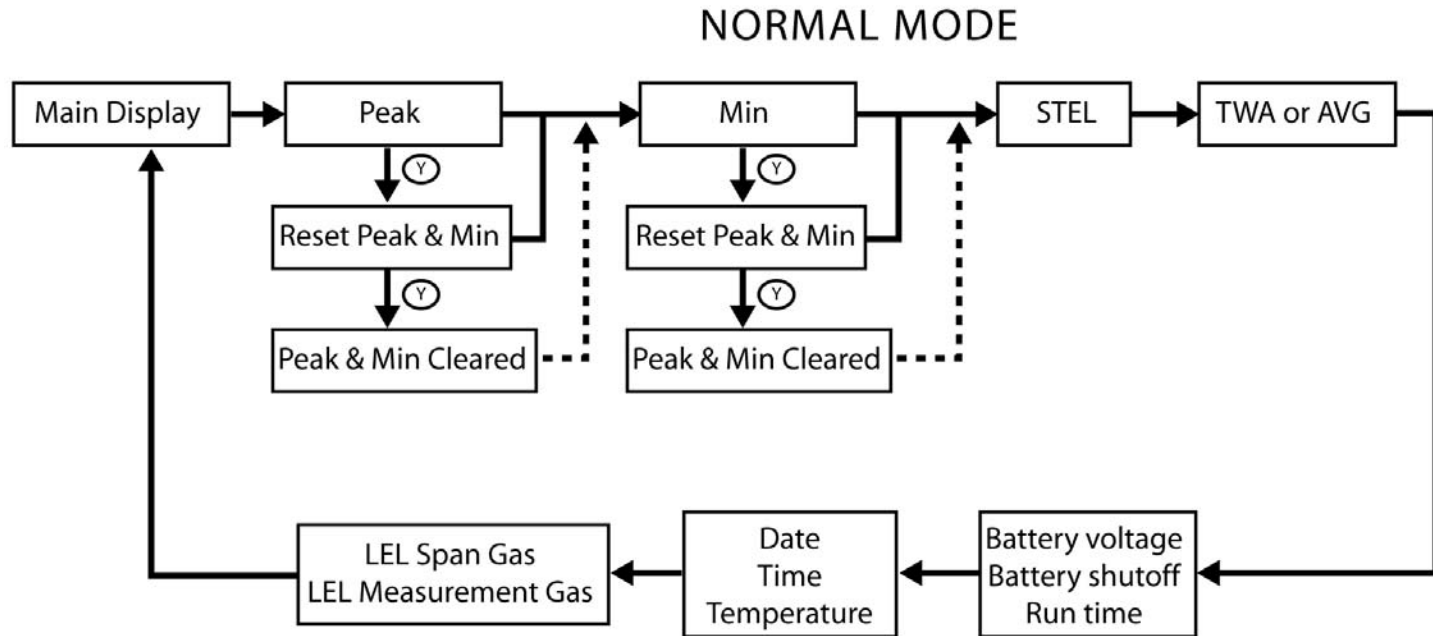 NORMAL MODE
Main Display
Peak
Min
STEL
TWA or AVG
Y
Y
Reset Peak & Min
Reset Peak & Min
Y
Y
Peak & Min Cleared
Peak & Min Cleared
LEL Span Gas
LEL Measurement Gas
Date
Time
Temperature
Battery voltage
Battery shutoff
Run time